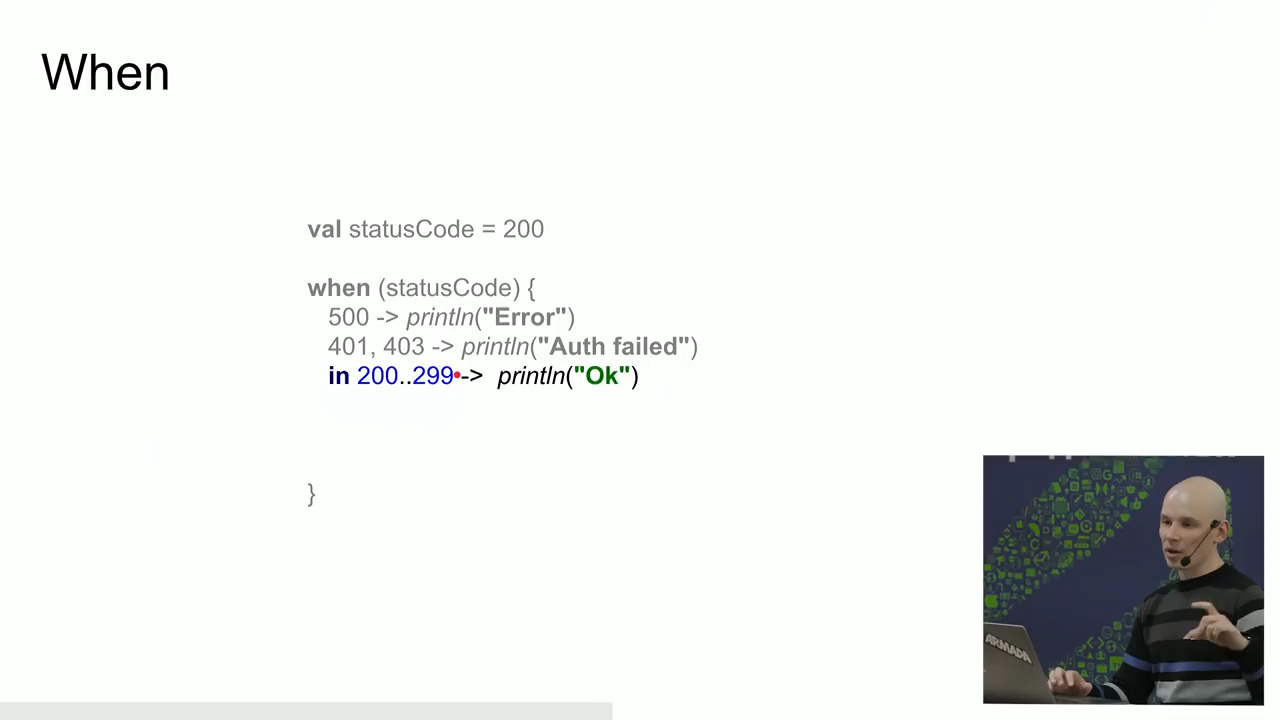 When
val statusCode = 200
when (statusCode) {
500 -> println("Error")
401, 403 -> println("Auth failed")
in 200..299 -> println("Ok")
}
ARMADA